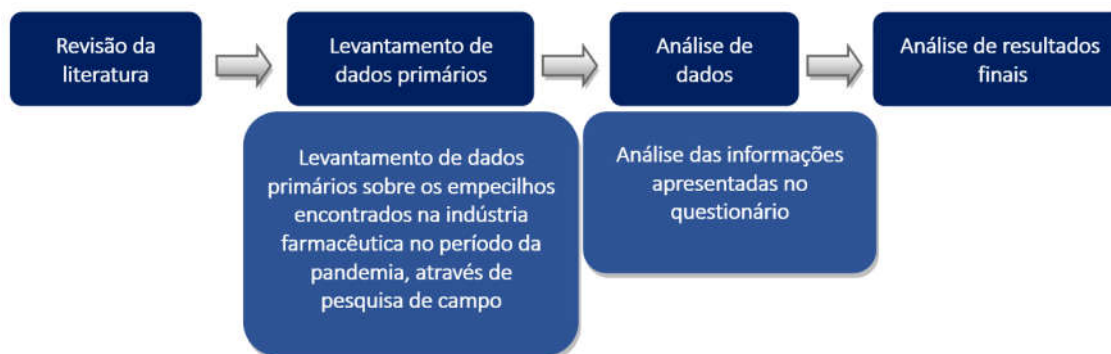 Revisão da
literatura
Levantamento de
dados primários
Análise de
dados
Análise de resultados
finais
Levantamento de dados
primários sobre os empecilhos
encontrados na indústria
farmacêutica no período da
pandemia, através de
pesquisa de campo
Análise das informações
apresentadas no
questionário